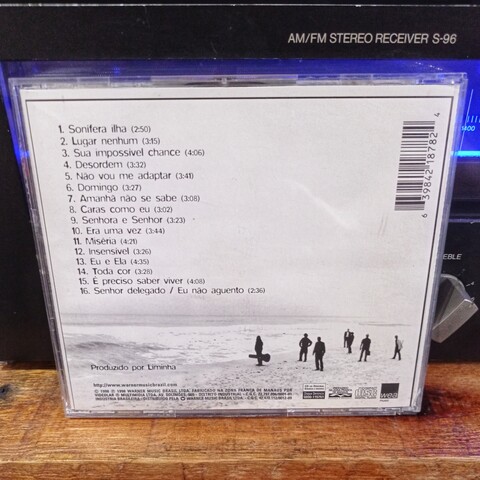 AM/FM STEREO RECEIVER S-96
1. Sonífera ilha (2:50)
2. Lugar nenhum (3:15)
3. Sua impossível chance (4:06)
4. Desordem (3:32)
5. Não vou me adaptar (3:41)
6. Domingo (3:27)
7. Amanhã não se sabe (3:08)
8. Caras como eu (3:02)
9. Senhora e Senhor (3:23)
10. Era uma vez (3:44)
11. Miséria (4:21)
12. Insensível (3:26)
13. Eu e Ela (4:35)
14. Toda cor (3:28)
15. É preciso saber viver (4:08)
16. Senhor delegado / Eu não aguento (2:36)
6 39842 18782 4
Produzido por Liminha
http://www.warnermusicbrazil.com
wea